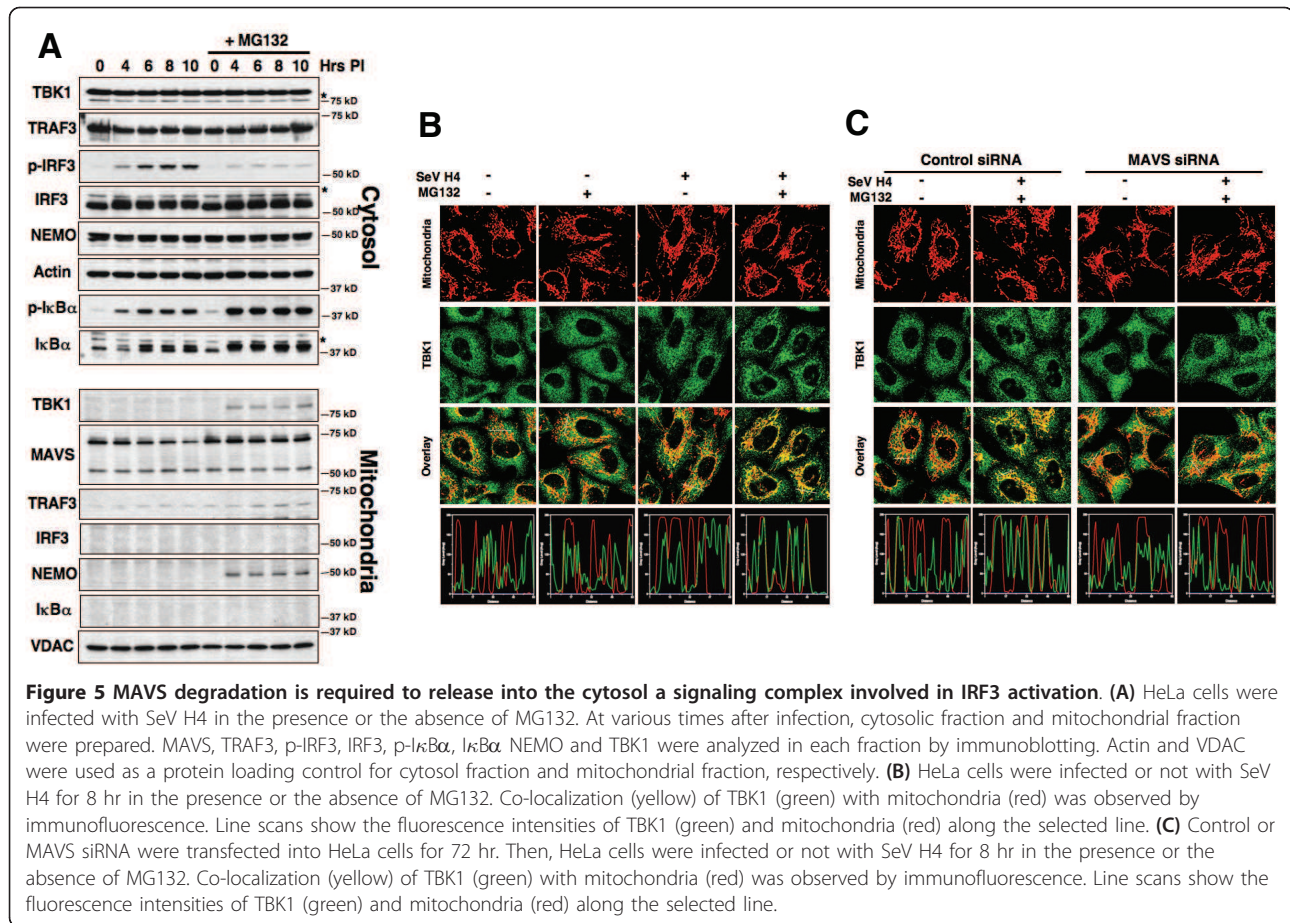 A
+ MG132
0 4 6 8 10 0 4 6 8 10 Hrs PI
TBK1
*
75 kD
75 kD
TRAF3
p-IRF3
50 kD
IRF3
*
50 kD
NEMO
50 kD
Actin
37 kD
p-IκBα
37 kD
IκBα
*
37 kD
Cytosol
TBK1
75 kD
MAVS
75 kD
50 kD
TRAF3
75 kD
IRF3
50 kD
NEMO
50 kD
IκBα
37 kD
37 kD
VDAC
Mitochondria
B
SeV H4 - - + +
MG132 - + - +
Mitochondria
TBK1
Overlay
Distance Distance Distance Distance
C
Control siRNA MAVS siRNA
SeV H4 - + - +
MG132 - + - +
Mitochondria
TBK1
Overlay
Distance Distance Distance Distance
Figure 5 MAVS degradation is required to release into the cytosol a signaling complex involved in IRF3 activation. (A) HeLa cells were
infected with SeV H4 in the presence or the absence of MG132. At various times after infection, cytosolic fraction and mitochondrial fraction
were prepared. MAVS, TRAF3, p-IRF3, IRF3, p-IκBα, IκBα NEMO and TBK1 were analyzed in each fraction by immunoblotting. Actin and VDAC
were used as a protein loading control for cytosol fraction and mitochondrial fraction, respectively. (B) HeLa cells were infected or not with SeV
H4 for 8 hr in the presence or the absence of MG132. Co-localization (yellow) of TBK1 (green) with mitochondria (red) was observed by
immunofluorescence. Line scans show the fluorescence intensities of TBK1 (green) and mitochondria (red) along the selected line. (C) Control or
MAVS siRNA were transfected into HeLa cells for 72 hr. Then, HeLa cells were infected or not with SeV H4 for 8 hr in the presence or the
absence of MG132. Co-localization (yellow) of TBK1 (green) with mitochondria (red) was observed by immunofluorescence. Line scans show the
fluorescence intensities of TBK1 (green) and mitochondria (red) along the selected line.